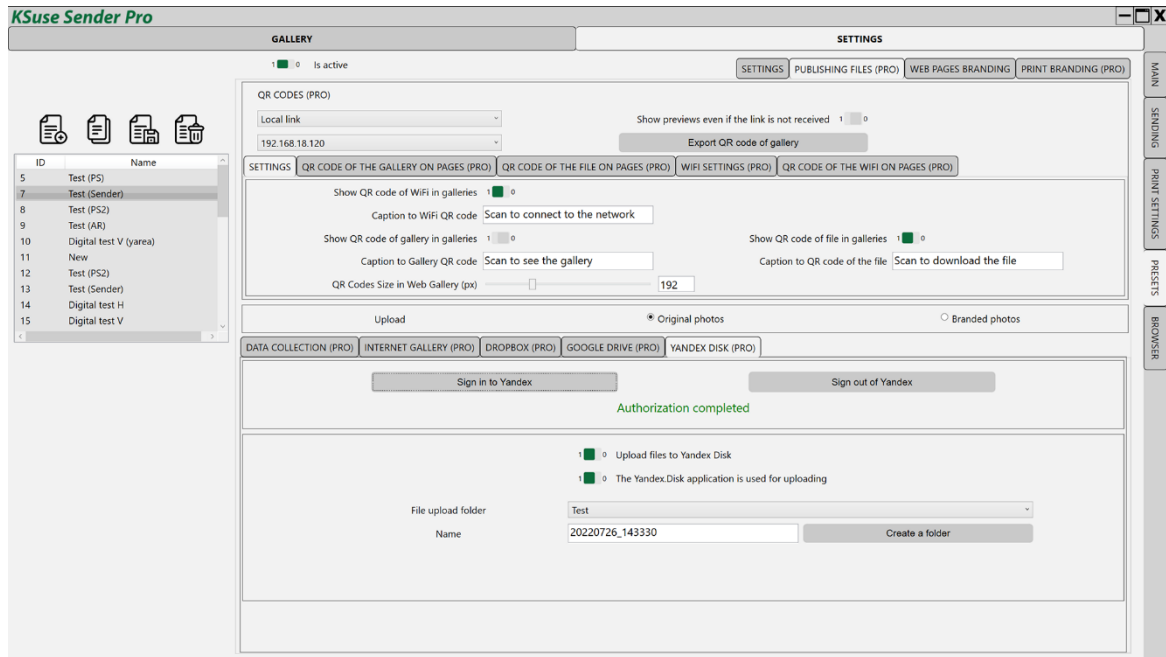 KSuse Sender Pro
X
GALLERY SETTINGS
1 0 Is active
SETTINGS PUBLISHING FILES (PRO) WEB PAGES BRANDING PRINT BRANDING (PRO)
QR CODES (PRO)
Local link
Show previews even if the link is not received 1 0
192.168.18.120
Export QR code of gallery
SETTINGS QR CODE OF THE GALLERY ON PAGES (PRO) QR CODE OF THE FILE ON PAGES (PRO) WIFI SETTINGS (PRO) QR CODE OF THE WIFI ON PAGES (PRO)
Show QR code of WiFi in galleries 1 0
Caption to WiFi QR code Scan to connect to the network
Show QR code of gallery in galleries 1 0
Show QR code of file in galleries 1 0
Caption to Gallery QR code Scan to see the gallery
Caption to QR code of the file Scan to download the file
QR Codes Size in Web Gallery (px) 192
Upload Original photos Branded photos
DATA COLLECTION (PRO) INTERNET GALLERY (PRO) DROPBOX (PRO) GOOGLE DRIVE (PRO) YANDEX DISK (PRO)
Sign in to Yandex Sign out of Yandex
Authorization completed
1 0 Upload files to Yandex Disk
1 0 The Yandex.Disk application is used for uploading
File upload folder Test
Name 20220726_143330 Create a folder
ID Name
5 Test (PS)
7 Test (Sender)
8 Test (PS2)
9 Test (AR)
10 Digital test V (yarea)
11 New
12 Test (PS2)
13 Test (Sender)
14 Digital test H
15 Digital test V
MAIN
SENDING
PRINT SETTINGS
PRESETS
BROWSER